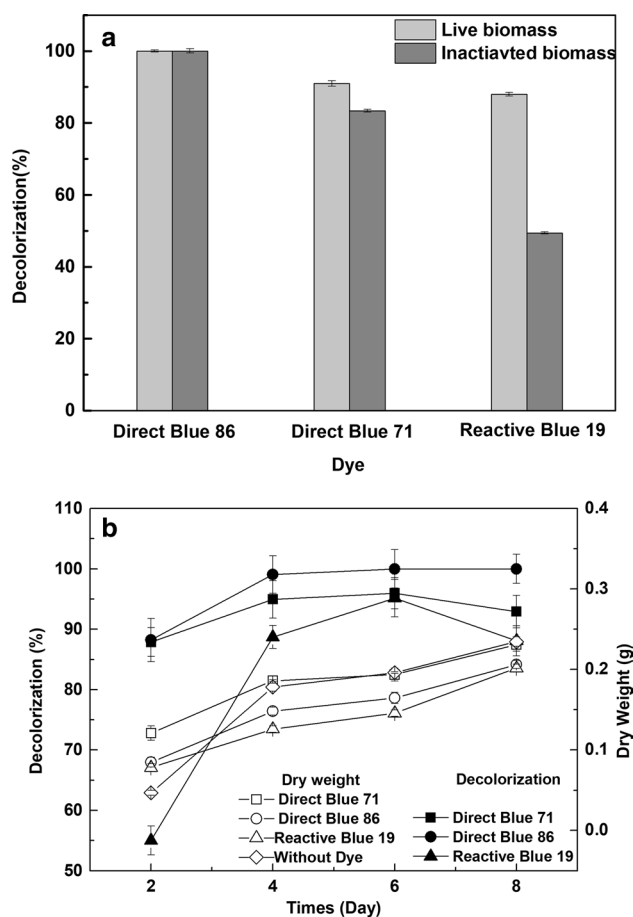 a
Live biomass
Inactiavted biomass
100
80
60
40
20
0
Decolorization(%)
Direct Blue 86 Direct Blue 71 Reactive Blue 19
Dye
b
110
100
90
80
70
60
50
Decolorization (%)
0.4
0.3
0.2
0.1
0.0
Dry Weight (g)
Dry weight
Direct Blue 71
Direct Blue 86
Reactive Blue 19
Without Dye
Decolorization
Direct Blue 71
Direct Blue 86
Reactive Blue 19
2 4 6 8
Times (Day)